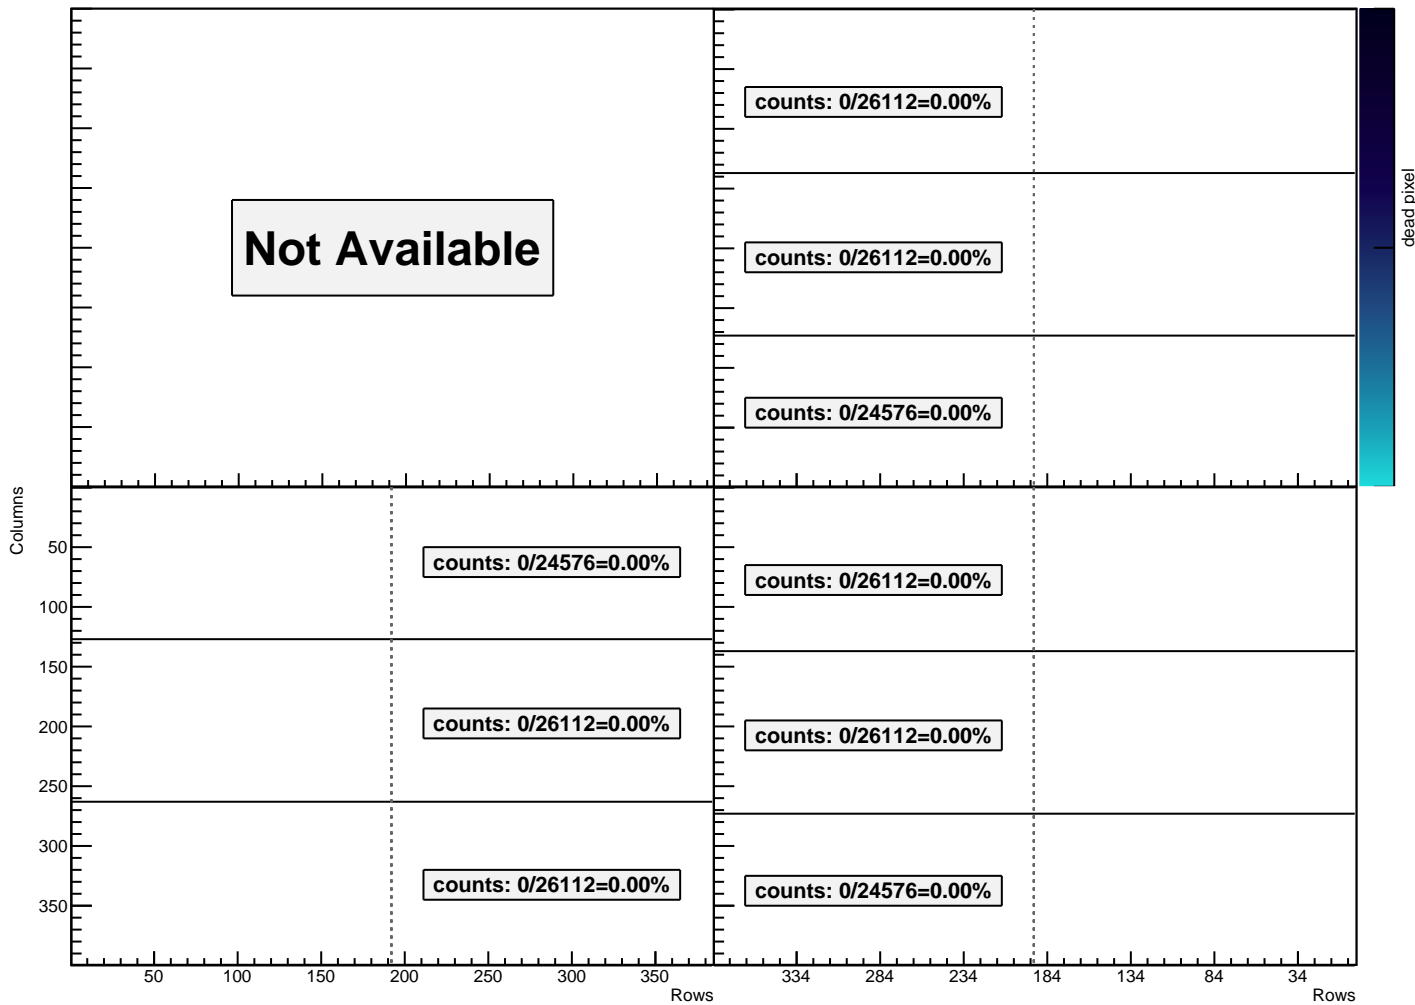 counts: 0/26112=0.00%
dead pixel
Not Available
counts: 0/26112=0.00%
counts: 0/24576=0.00%
Columns
50
counts: 0/24576=0.00%
counts: 0/26112=0.00%
100
150
200
counts: 0/26112=0.00%
counts: 0/26112=0.00%
250
300
350
counts: 0/26112=0.00%
counts: 0/24576=0.00%
50 100 150 200 250 300 350
334 284 234 184 134 84 34
Rows
Rows